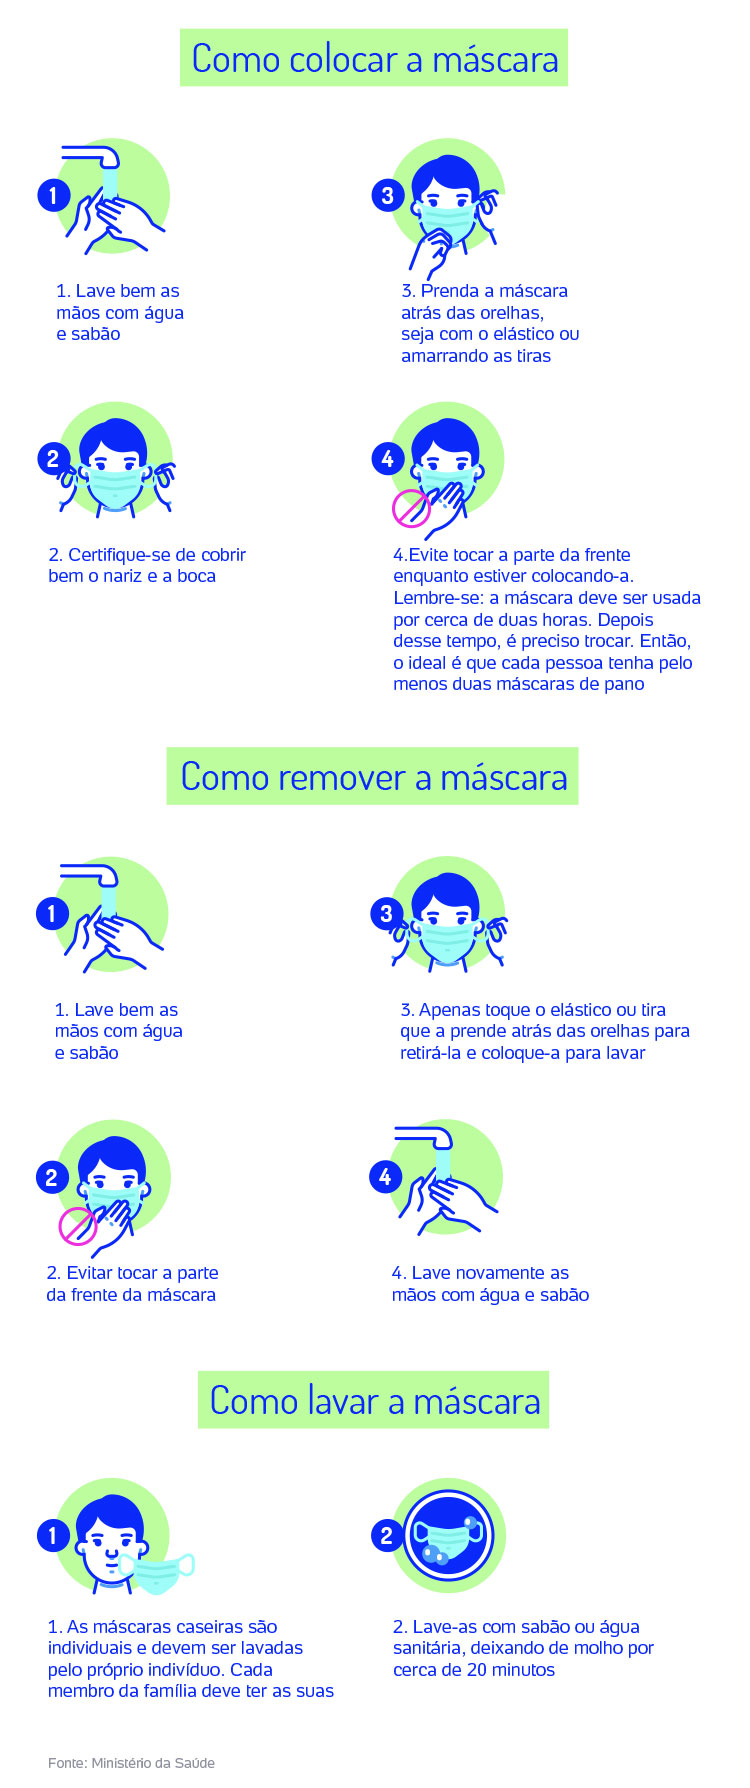 Como colocar a máscara
1
1. Lave bem as
mãos com água
e sabão
2
2. Certifique-se de cobrir
bem o nariz e a boca
3
3. Prenda a máscara
atrás das orelhas,
seja com o elástico ou
amarrando as tiras
4
4.Evite tocar a parte da frente
enquanto estiver colocando-a.
Lembre-se: a máscara deve ser usada
por cerca de duas horas. Depois
desse tempo, é preciso trocar. Então,
o ideal é que cada pessoa tenha pelo
menos duas máscaras de pano
Como remover a máscara
1
1. Lave bem as
mãos com água
e sabão
2
2. Evitar tocar a parte
da frente da máscara
3
3. Apenas toque o elástico ou tira
que a prende atrás das orelhas para
retirá-la e coloque-a para lavar
4
4. Lave novamente as
mãos com água e sabão
Como lavar a máscara
1
1. As máscaras caseiras são
individuais e devem ser lavadas
pelo próprio indivíduo. Cada
membro da família deve ter as suas
2
2. Lave-as com sabão ou água
sanitária, deixando de molho por
cerca de 20 minutos
Fonte: Ministério da Saúde